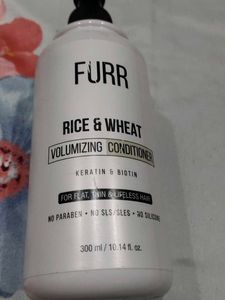 FURR
RICE & WHEAT
VOLUMIZING CONDITIONER
KERATIN & BIOTIN
FOR FLAT, THIN & LIFELESS HAIR
NO PARABEN • NO SLS/SLES • NO SILICONE
300 ml / 10.14 fl. oz.